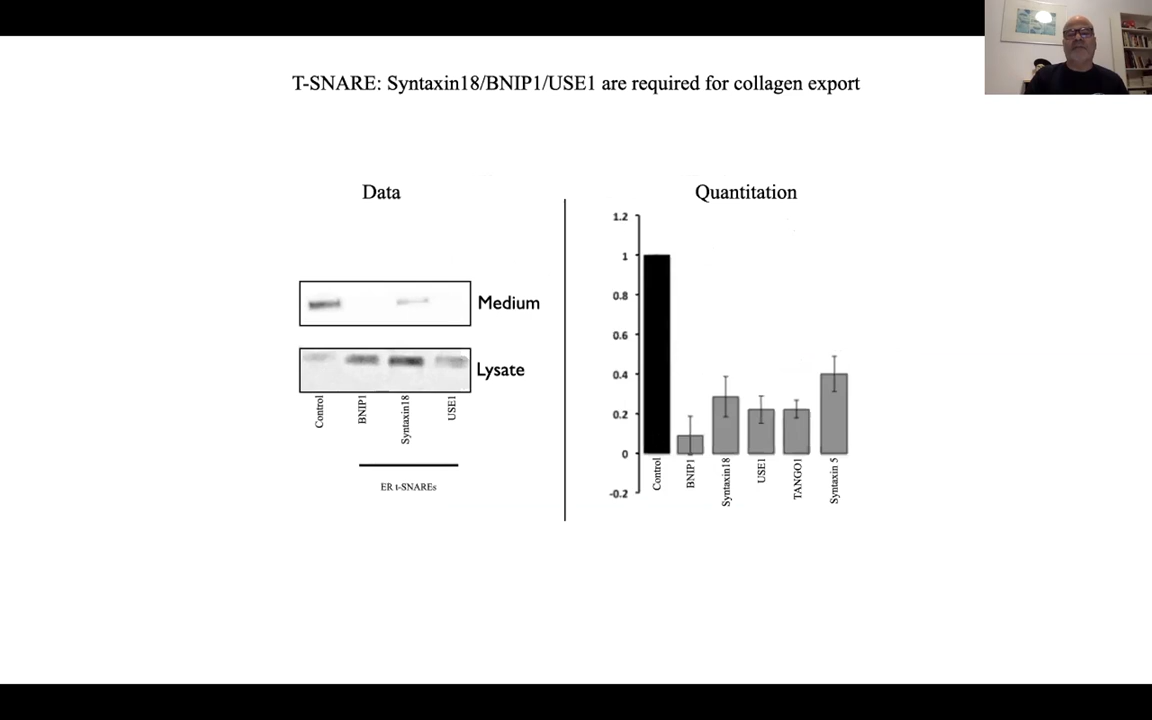 T-SNARE: Syntaxin18/BNIP1/USE1 are required for collagen export
Data
Medium
Lysate
Control
BNIP1
Syntaxin18
USE1
ER t-SNAREs
Quantitation
1.2
1
0.8
0.6
0.4
0.2
0
-0.2
Control
BNIP1
Syntaxin18
USE1
TANGO1
Syntaxin 5